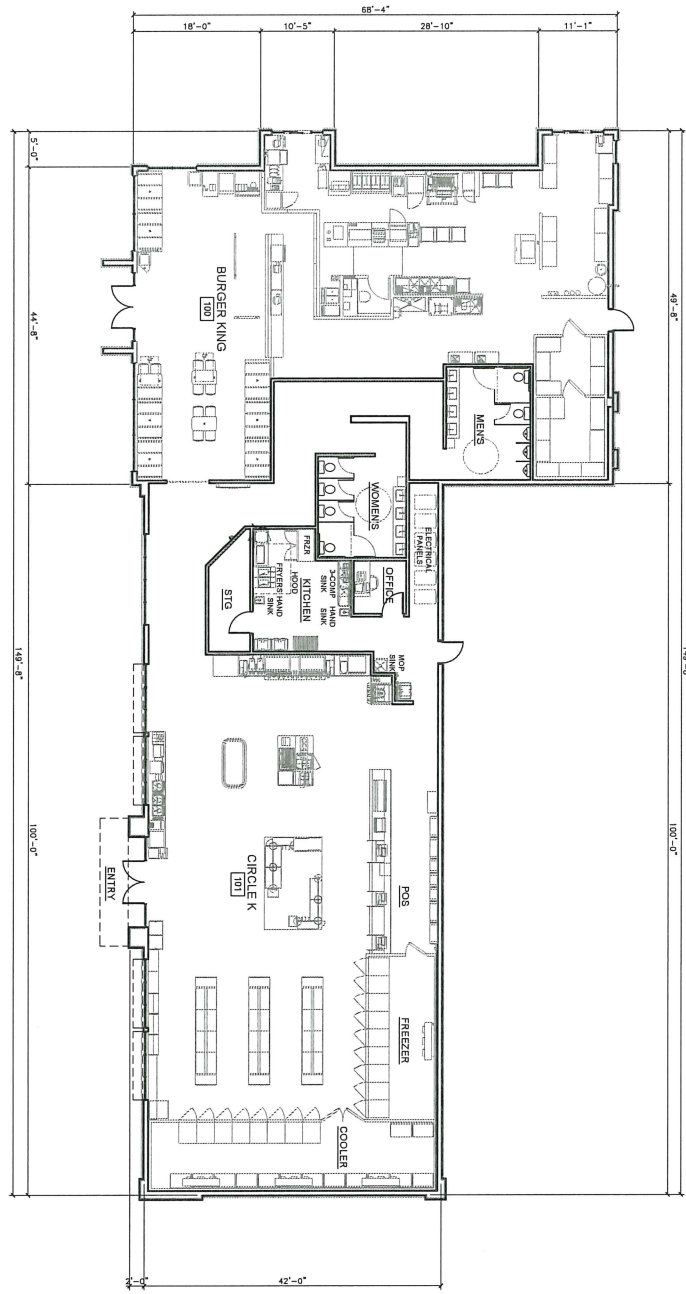 68'-4"
18'-0"
10'-5"
28'-10"
11'-1"
5'-0"
44'-8"
149'-8"
100'-0"
49'-8"
100'-0"
BURGER KING
100
MEN'S
WOMEN'S
ELECTRICAL
PANELS
OFFICE
FRZR
3-COMP
SINK
HAND
SINK
KITCHEN
HOOD
FRYERS
HAND
SINK
STG
MOP
SINK
CIRCLE K
101
ENTRY
POS
FREEZER
COOLER
2'-0"
42'-0"